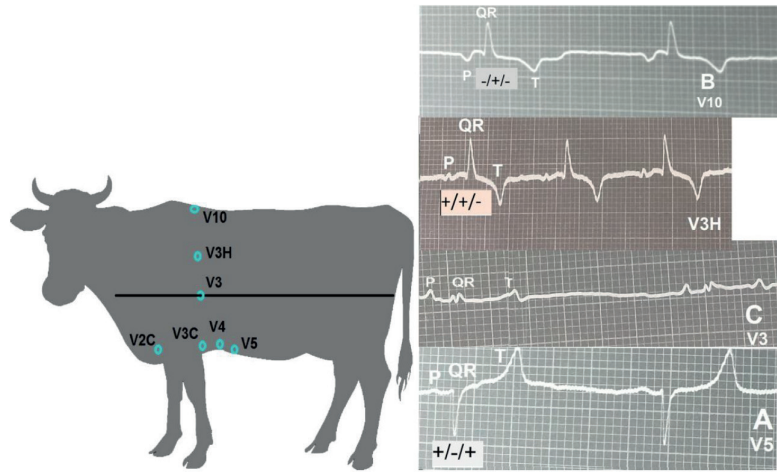 V10
V3H
V3
V2C
V3C
V4
V5
QR
P
-/+/-
T
B
V10
QR
P
T
+/+/-
V3H
P
QR
T
C
V3
T
QR
P
A
+/-/+
V5